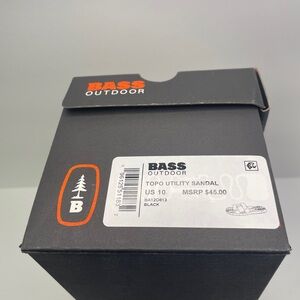 BASS
OUTDOOR
BASS
OUTDOOR
TOPO UTILITY SANDAL
US 10 MSRP $45.00
BLACK
B